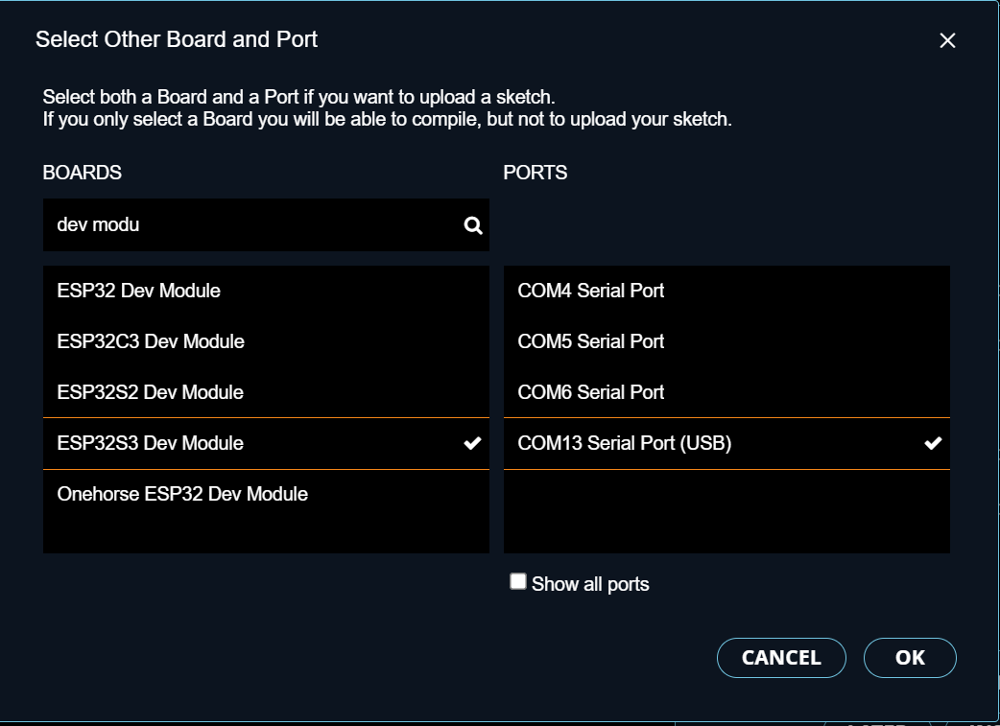 Select Other Board and Port
Select both a Board and a Port if you want to upload a sketch.
If you only select a Board you will be able to compile, but not to upload your sketch.
BOARDS
PORTS
dev modu
ESP32 Dev Module
COM4 Serial Port
ESP32C3 Dev Module
COM5 Serial Port
ESP32S2 Dev Module
COM6 Serial Port
ESP32S3 Dev Module
COM13 Serial Port (USB)
Onehorse ESP32 Dev Module
Show all ports
CANCEL
OK